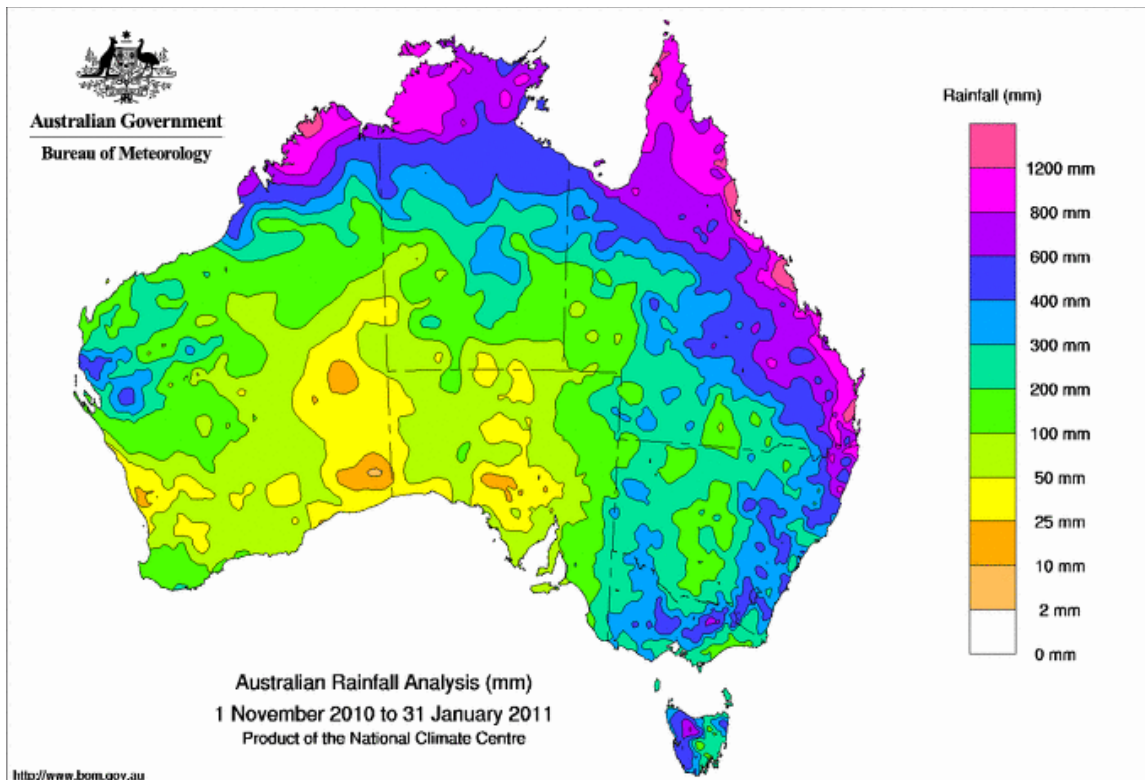 Australian Government
Bureau of Meteorology
Rainfall (mm)
1200 mm
800 mm
600 mm
400 mm
300 mm
200 mm
100 mm
50 mm
25 mm
10 mm
2 mm
0 mm
Australian Rainfall Analysis (mm)
1 November 2010 to 31 January 2011
Product of the National Climate Centre
http://www.bom.gov.au